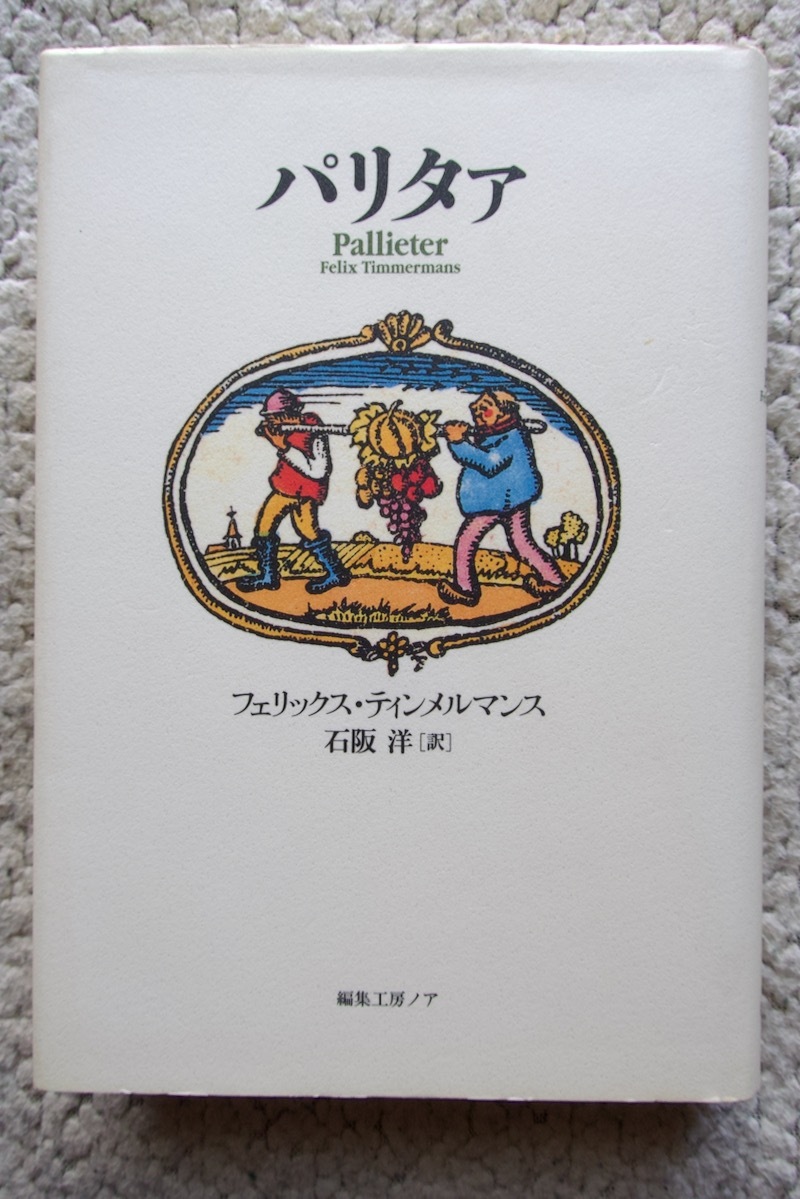 パリタァ
Pallieter
Felix Timmermans
フェリックス・ティンメルマンス
石阪 洋［訳］
編集工房ノア